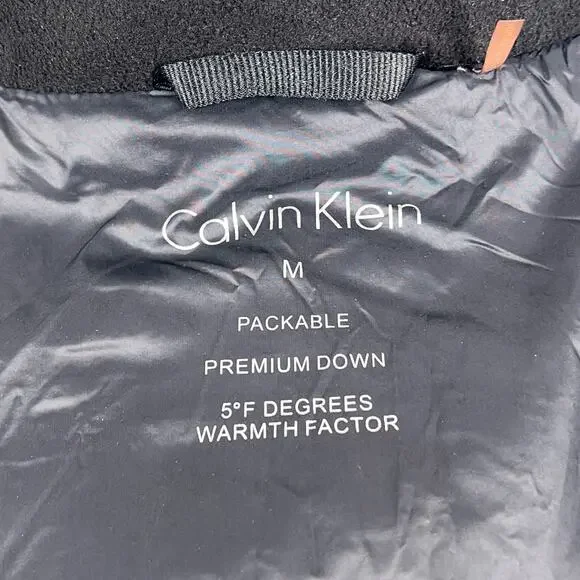 Calvin Klein
M
PACKABLE
PREMIUM DOWN
5°F DEGREES
WARMTH FACTOR